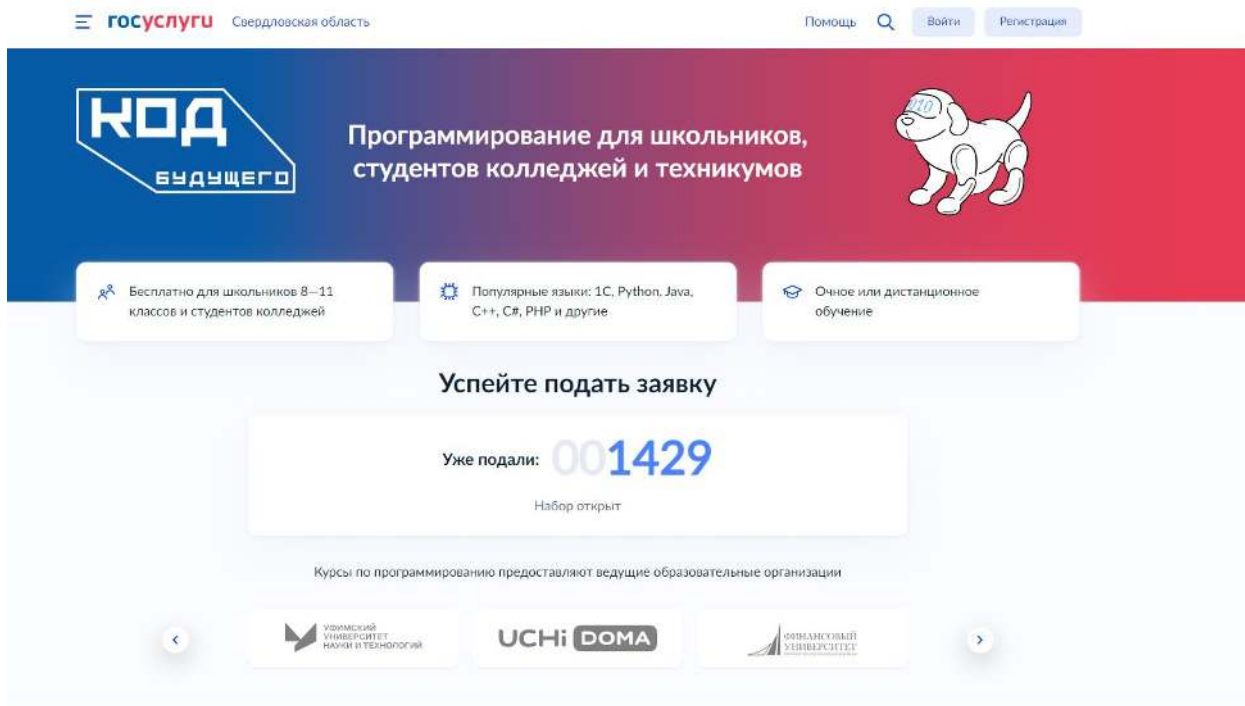 госуслуги Свердловская область Помощь Войти Регистрация
КОД
БУДУЩЕГО
Программирование для школьников,
студентов колледжей и техникумов
010
Бесплатно для школьников 8—11
классов и студентов колледжей
Популярные языки: 1С, Python, Java,
C++, C#, PHP и другие
Очное или дистанционное
обучение
Успейте подать заявку
Уже подали: 001429
Набор открыт
Курсы по программированию предоставляют ведущие образовательные организации
УФИМСКИЙ
УНИВЕРСИТЕТ
НАУКИ И ТЕХНОЛОГИЙ
UCHi DOMA
ФИНАНСОВЫЙ
УНИВЕРСИТЕТ